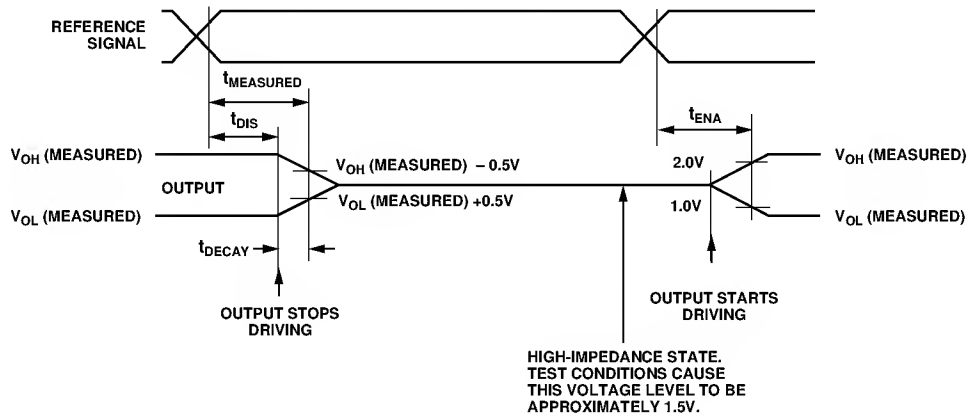 REFERENCE
SIGNAL
tMEASURED
tDIS
tENA
VOH (MEASURED)
VOH (MEASURED) – 0.5V
2.0V
VOH (MEASURED)
OUTPUT
VOL (MEASURED) +0.5V
1.0V
VOL (MEASURED)
VOL (MEASURED)
tDECAY
OUTPUT STOPS
DRIVING
OUTPUT STARTS
DRIVING
HIGH-IMPEDANCE STATE.
TEST CONDITIONS CAUSE
THIS VOLTAGE LEVEL TO BE
APPROXIMATELY 1.5V.